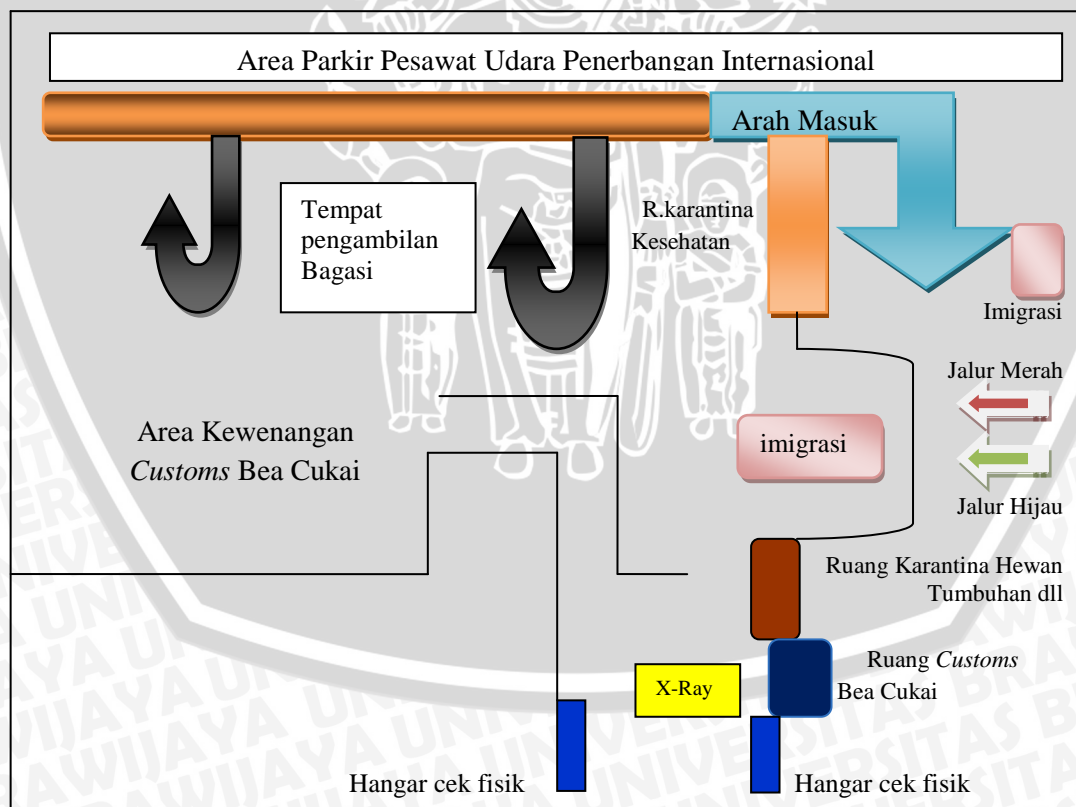 Area Parkir Pesawat Udara Penerbangan Internasional
Arah Masuk
Tempat
pengambilan
Bagasi
R.karantina
Kesehatan
Imigrasi
Jalur Merah
Area Kewenangan
Customs Bea Cukai
imigrasi
Jalur Hijau
Ruang Karantina Hewan
Tumbuhan dll
Ruang Customs
Bea Cukai
X-Ray
Hangar cek fisik
Hangar cek fisik